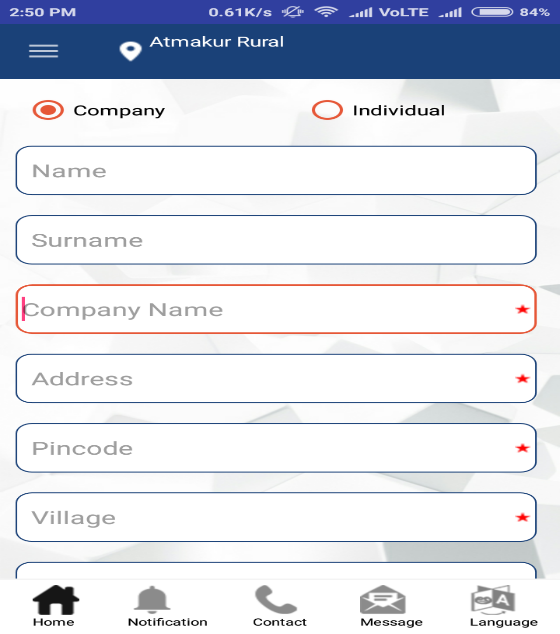 2:50 PM 0.61K/s VoLTE 84%
Atmakur Rural
Company Individual
Name
Surname
Company Name
Address
Pincode
Village
Home Notification Contact Message Language